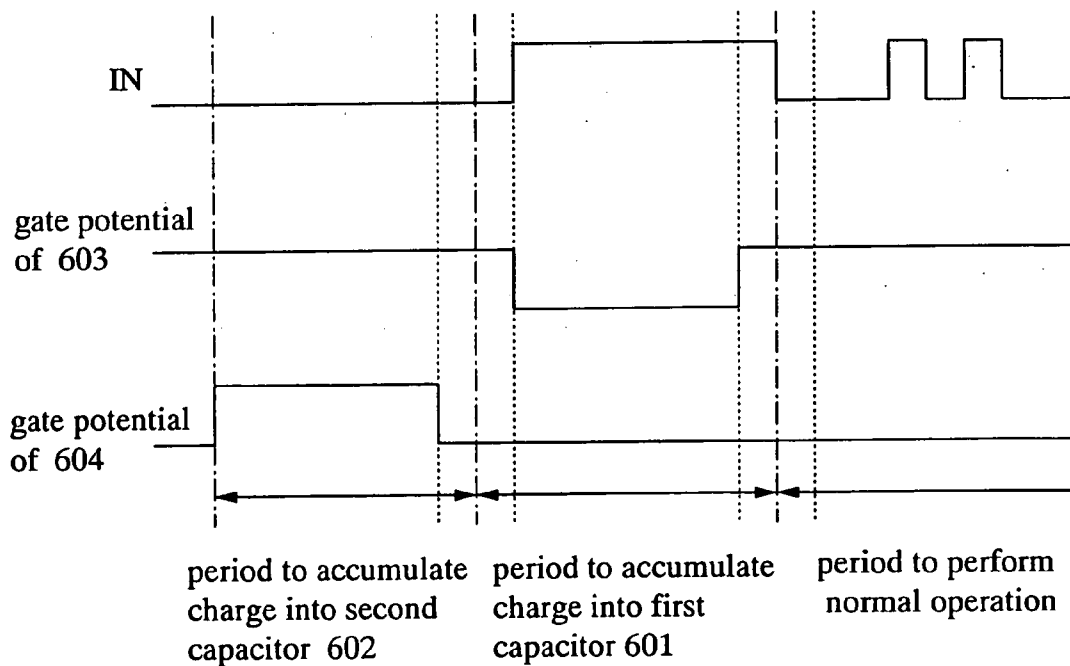 IN
gate potential
of 603
gate potential
of 604
period to accumulate
charge into second
capacitor 602
period to accumulate
charge into first
capacitor 601
period to perform
normal operation